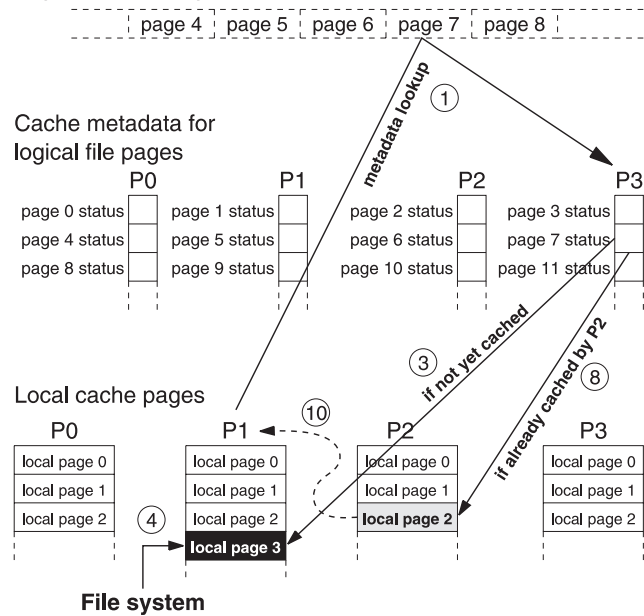 page 4 page 5 page 6 page 7 page 8
metadata lookup
1
Cache metadata for
logical file pages
P0 P1 P2 P3
page 0 status page 1 status page 2 status page 3 status
page 4 status page 5 status page 6 status page 7 status
page 8 status page 9 status page 10 status page 11 status
3
if not yet cached
8
if already cached by P2
Local cache pages
10
P0 P1 P2 P3
local page 0 local page 0 local page 0 local page 0
local page 1 local page 1 local page 1 local page 1
local page 2 local page 2 local page 2 local page 2
4
local page 3
File system